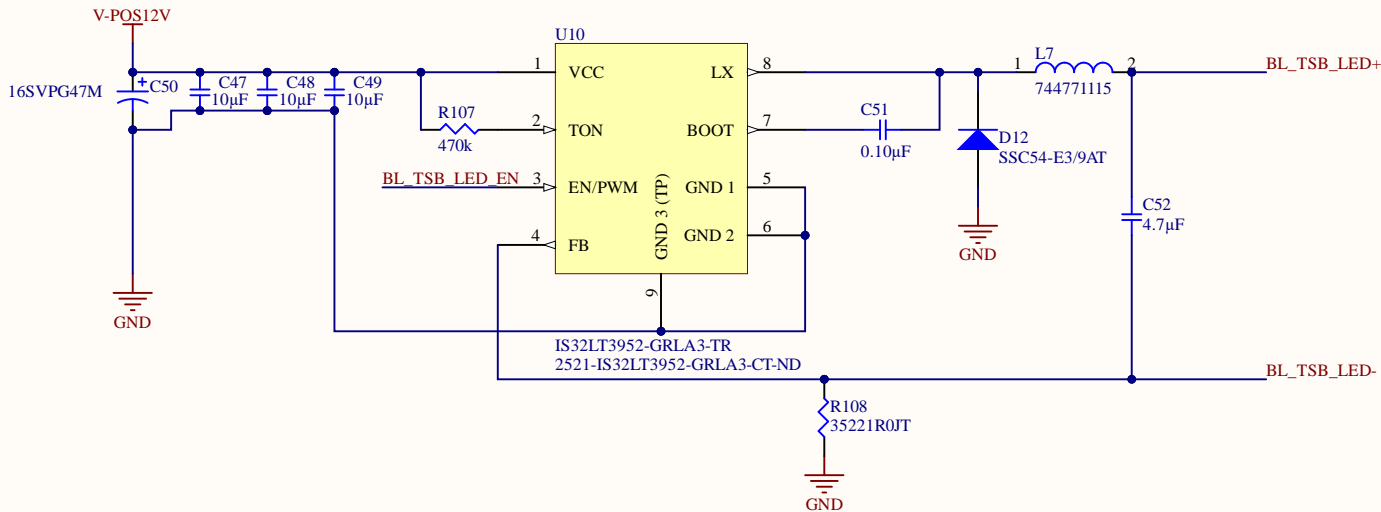 V-POS12V
U10
1
VCC
LX
8
L7
1
2
BL_TSB_LED+
744771115
16SVPG47M
+
C50
C47
10µF
C48
10µF
C49
10µF
R107
470k
2
TON
BOOT
7
C51
0.10µF
D12
SSC54-E3/9AT
BL_TSB_LED_EN
3
EN/PWM
GND 3 (TP)
GND 1
5
C52
4.7µF
4
FB
GND 2
6
GND
9
GND
IS32LT3952-GRLA3-TR
2521-IS32LT3952-GRLA3-CT-ND
BL_TSB_LED-
R108
35221R0JT
GND